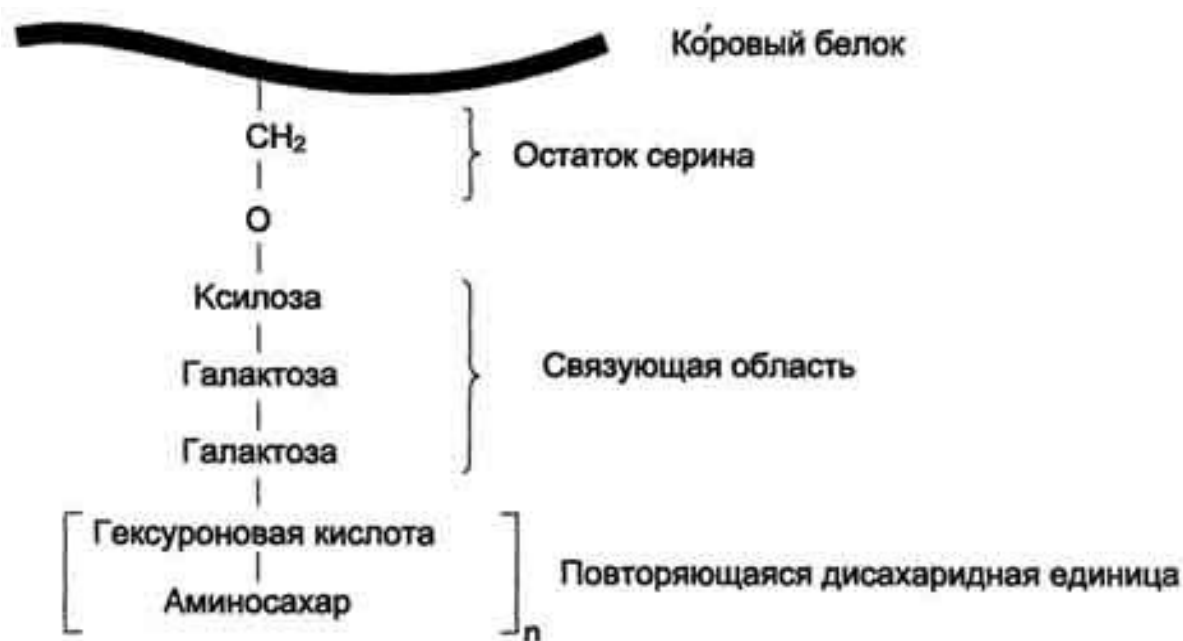 Ко́ровый белок
CH₂
Остаток серина
O
Ксилоза
Галактоза
Связующая область
Галактоза
Гексуроновая кислота
Повторяющаяся дисахаридная единица
Аминосахар
n